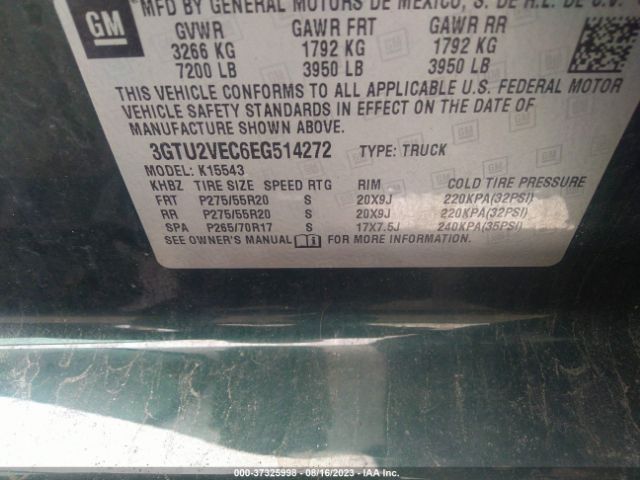 MFD BY GENERAL MOTORS DE MEXICO, S. DE R.L. DE C.V.
GM
GVWR GAWR FRT GAWR RR
3266 KG 1792 KG 1792 KG
7200 LB 3950 LB 3950 LB
THIS VEHICLE CONFORMS TO ALL APPLICABLE U.S. FEDERAL MOTOR
VEHICLE SAFETY STANDARDS IN EFFECT ON THE DATE OF
MANUFACTURE SHOWN ABOVE.
3GTU2VEC6EG514272 TYPE: TRUCK
MODEL: K15543
KHBZ TIRE SIZE SPEED RTG RIM COLD TIRE PRESSURE
FRT P275/55R20 S 20X9J 220KPA(32PSI)
RR P275/55R20 S 20X9J 220KPA(32PSI)
SPA P265/70R17 S 17X7.5J 240KPA(35PSI)
SEE OWNER'S MANUAL FOR MORE INFORMATION
000-37325998 - 08/16/2023 - IAA Inc.